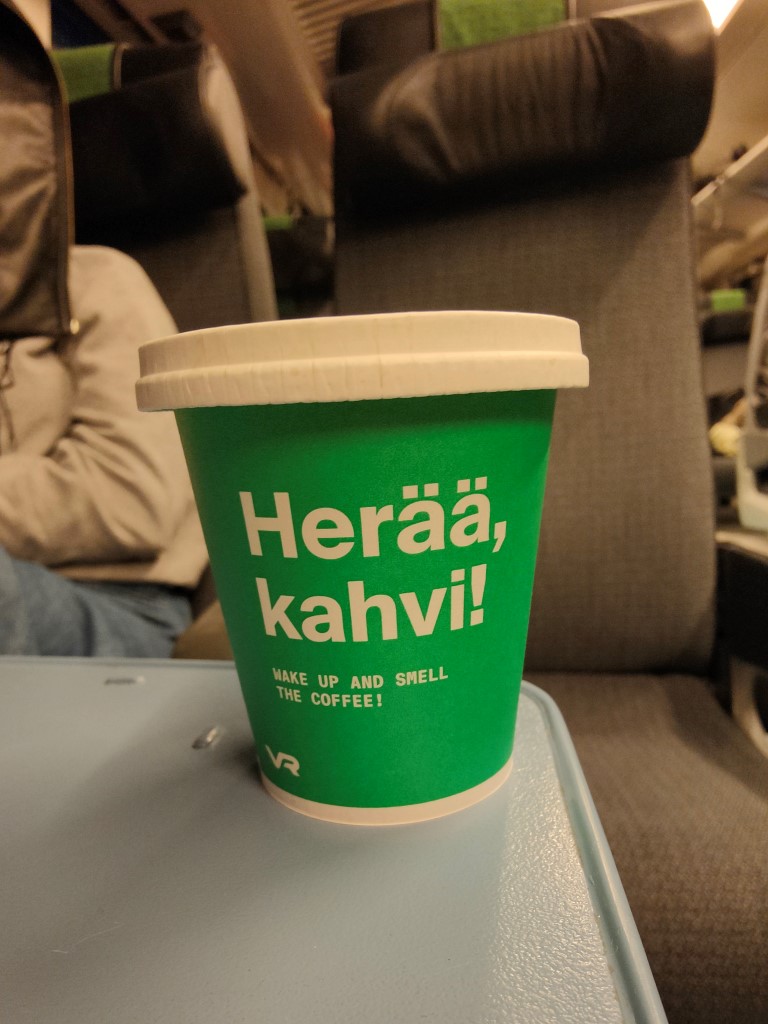 Herää,
kahvi!
WAKE UP AND SMELL
THE COFFEE!
VR